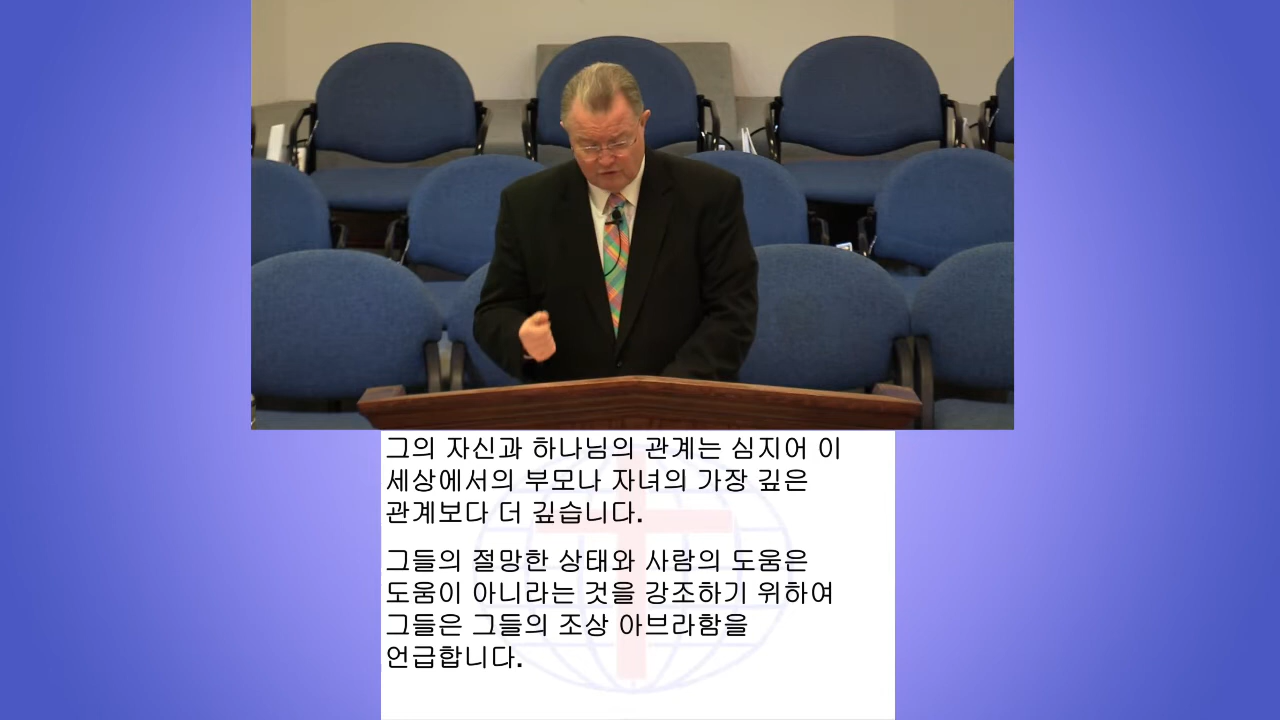 그의 자신과 하나님의 관계는 심지어 이
세상에서의 부모나 자녀의 가장 깊은
관계보다 더 깊습니다.
그들의 절망한 상태와 사람의 도움은
도움이 아니라는 것을 강조하기 위하여
그들은 그들의 조상 아브라함을
언급합니다.